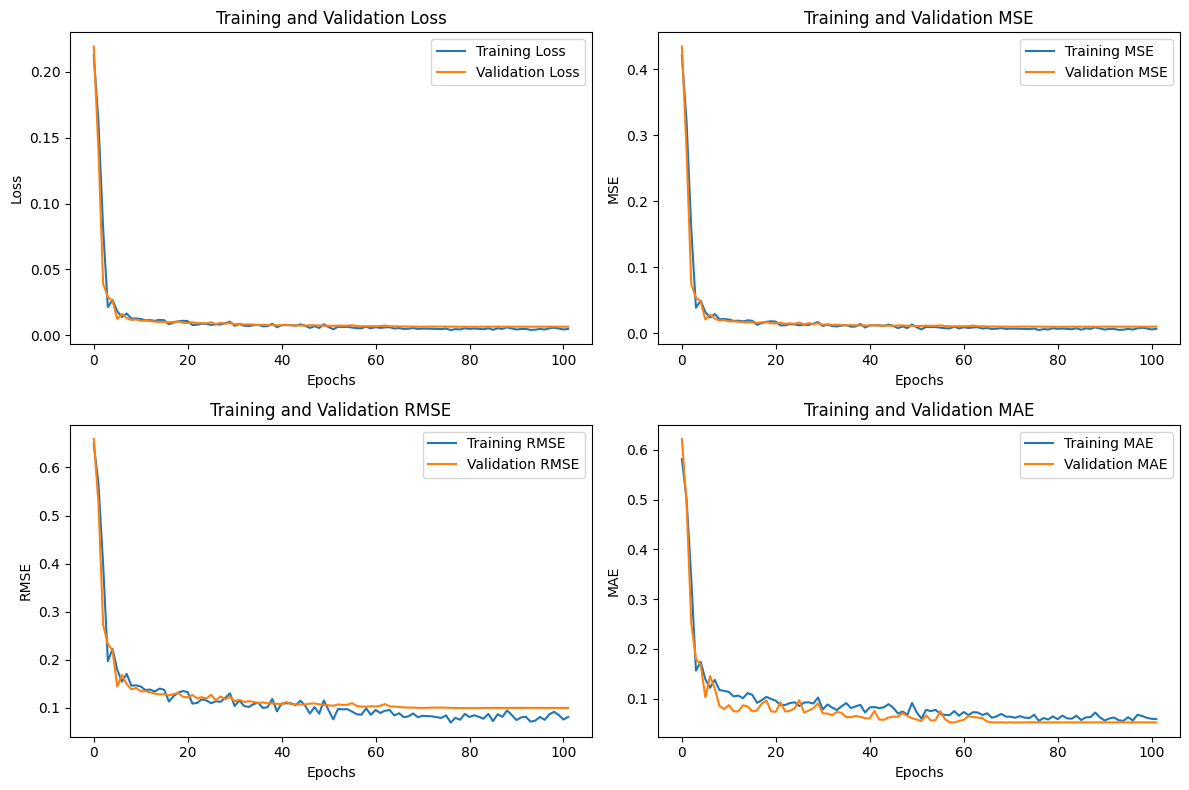 Training and Validation Loss
Training Loss
Validation Loss
0.20
0.15
0.10
0.05
0.00
Loss
0
20
40
60
80
100
Epochs
Training and Validation MSE
Training MSE
Validation MSE
0.4
0.3
0.2
0.1
0.0
MSE
0
20
40
60
80
100
Epochs
Training and Validation RMSE
Training RMSE
Validation RMSE
0.6
0.5
0.4
0.3
0.2
0.1
RMSE
0
20
40
60
80
100
Epochs
Training and Validation MAE
Training MAE
Validation MAE
0.6
0.5
0.4
0.3
0.2
0.1
MAE
0
20
40
60
80
100
Epochs